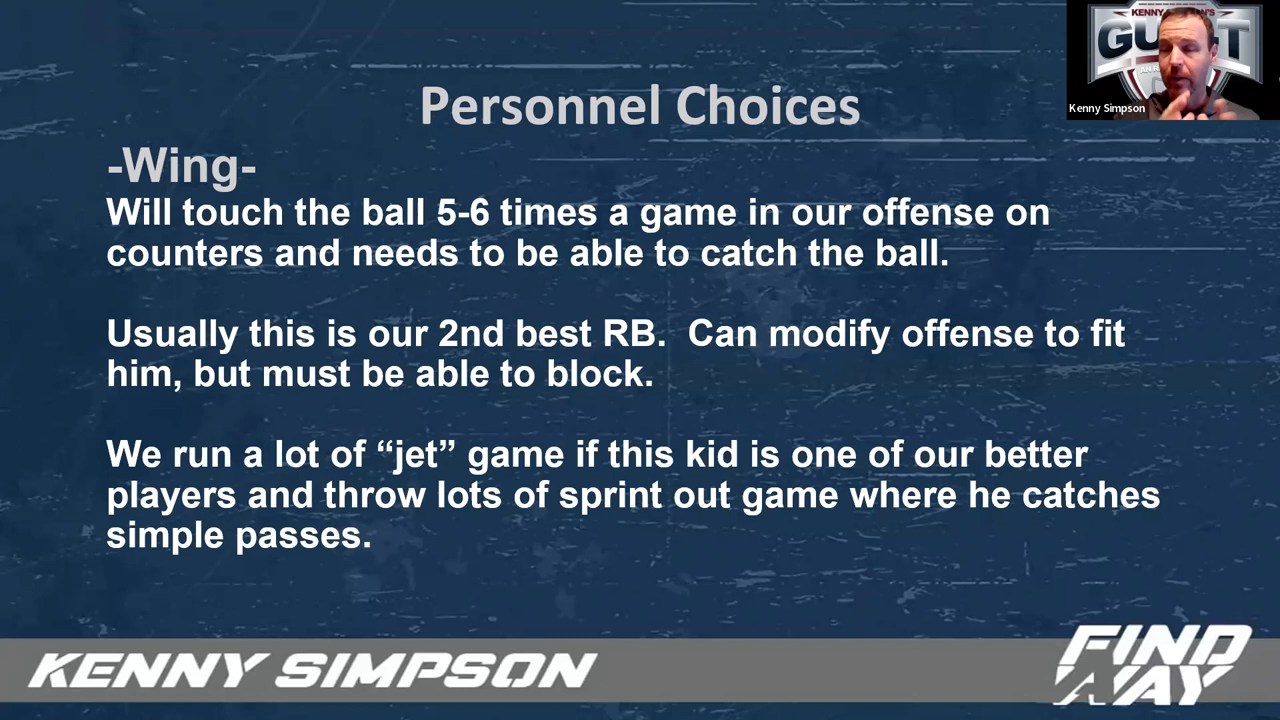 Personnel Choices
-Wing-
Will touch the ball 5-6 times a game in our offense on
counters and needs to be able to catch the ball.
Usually this is our 2nd best RB.  Can modify offense to fit
him, but must be able to block.
We run a lot of “jet” game if this kid is one of our better
players and throw lots of sprint out game where he catches
simple passes.
Kenny Simpson
KENNY SIMPSON
FIND
WAY